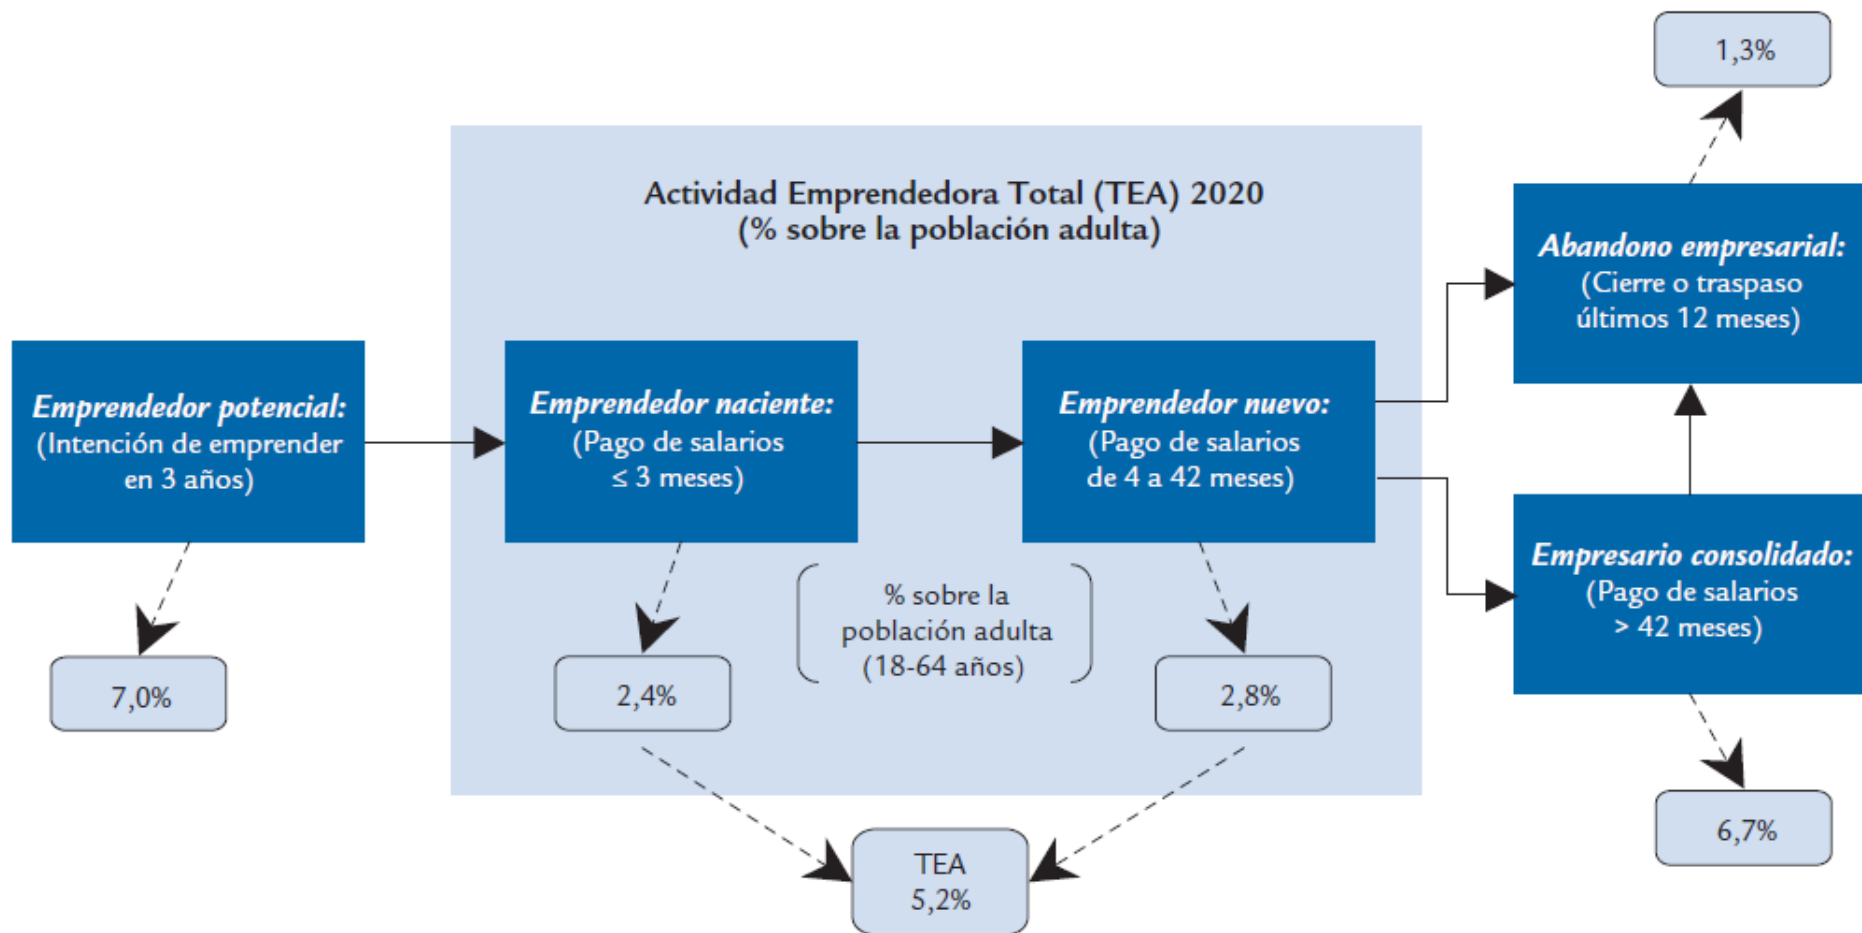 1,3%
Actividad Emprendedora Total (TEA) 2020
(% sobre la población adulta)
Abandono empresarial:
(Cierre o traspaso
últimos 12 meses)
Emprendedor potencial:
(Intención de emprender
en 3 años)
Emprendedor naciente:
(Pago de salarios
≤ 3 meses)
Emprendedor nuevo:
(Pago de salarios
de 4 a 42 meses)
Empresario consolidado:
(Pago de salarios
> 42 meses)
% sobre la
población adulta
(18-64 años)
7,0%
2,4%
2,8%
6,7%
TEA
5,2%